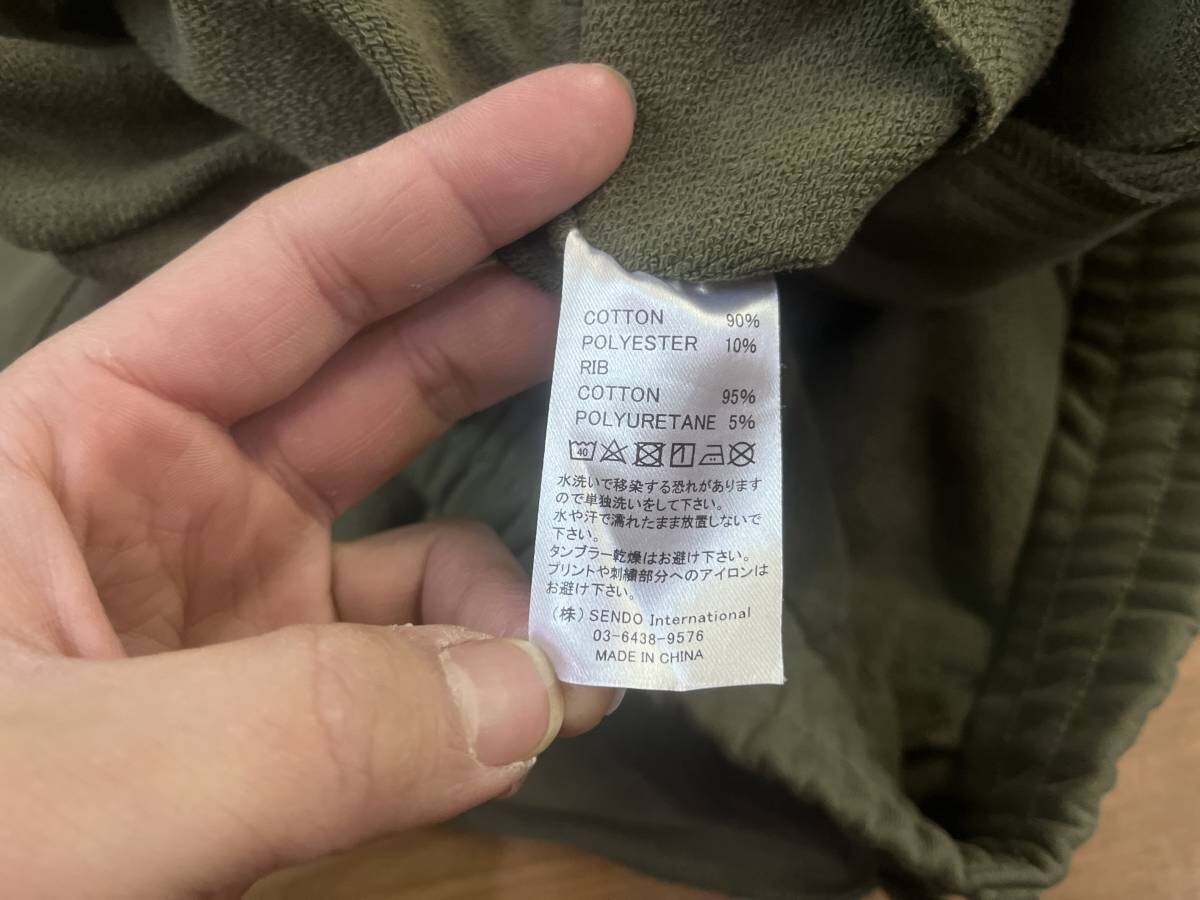 COTTON 90%
POLYESTER 10%
RIB
COTTON 95%
POLYURETANE 5%
40
水洗いで移染する恐れがあります
ので単独洗いをして下さい。
水や汗で濡れたまま放置しないで
下さい。
タンブラー乾燥はお避け下さい。
プリントや刺繍部分へのアイロンは
お避け下さい。
(株) SENDO International
03-6438-9576
MADE IN CHINA